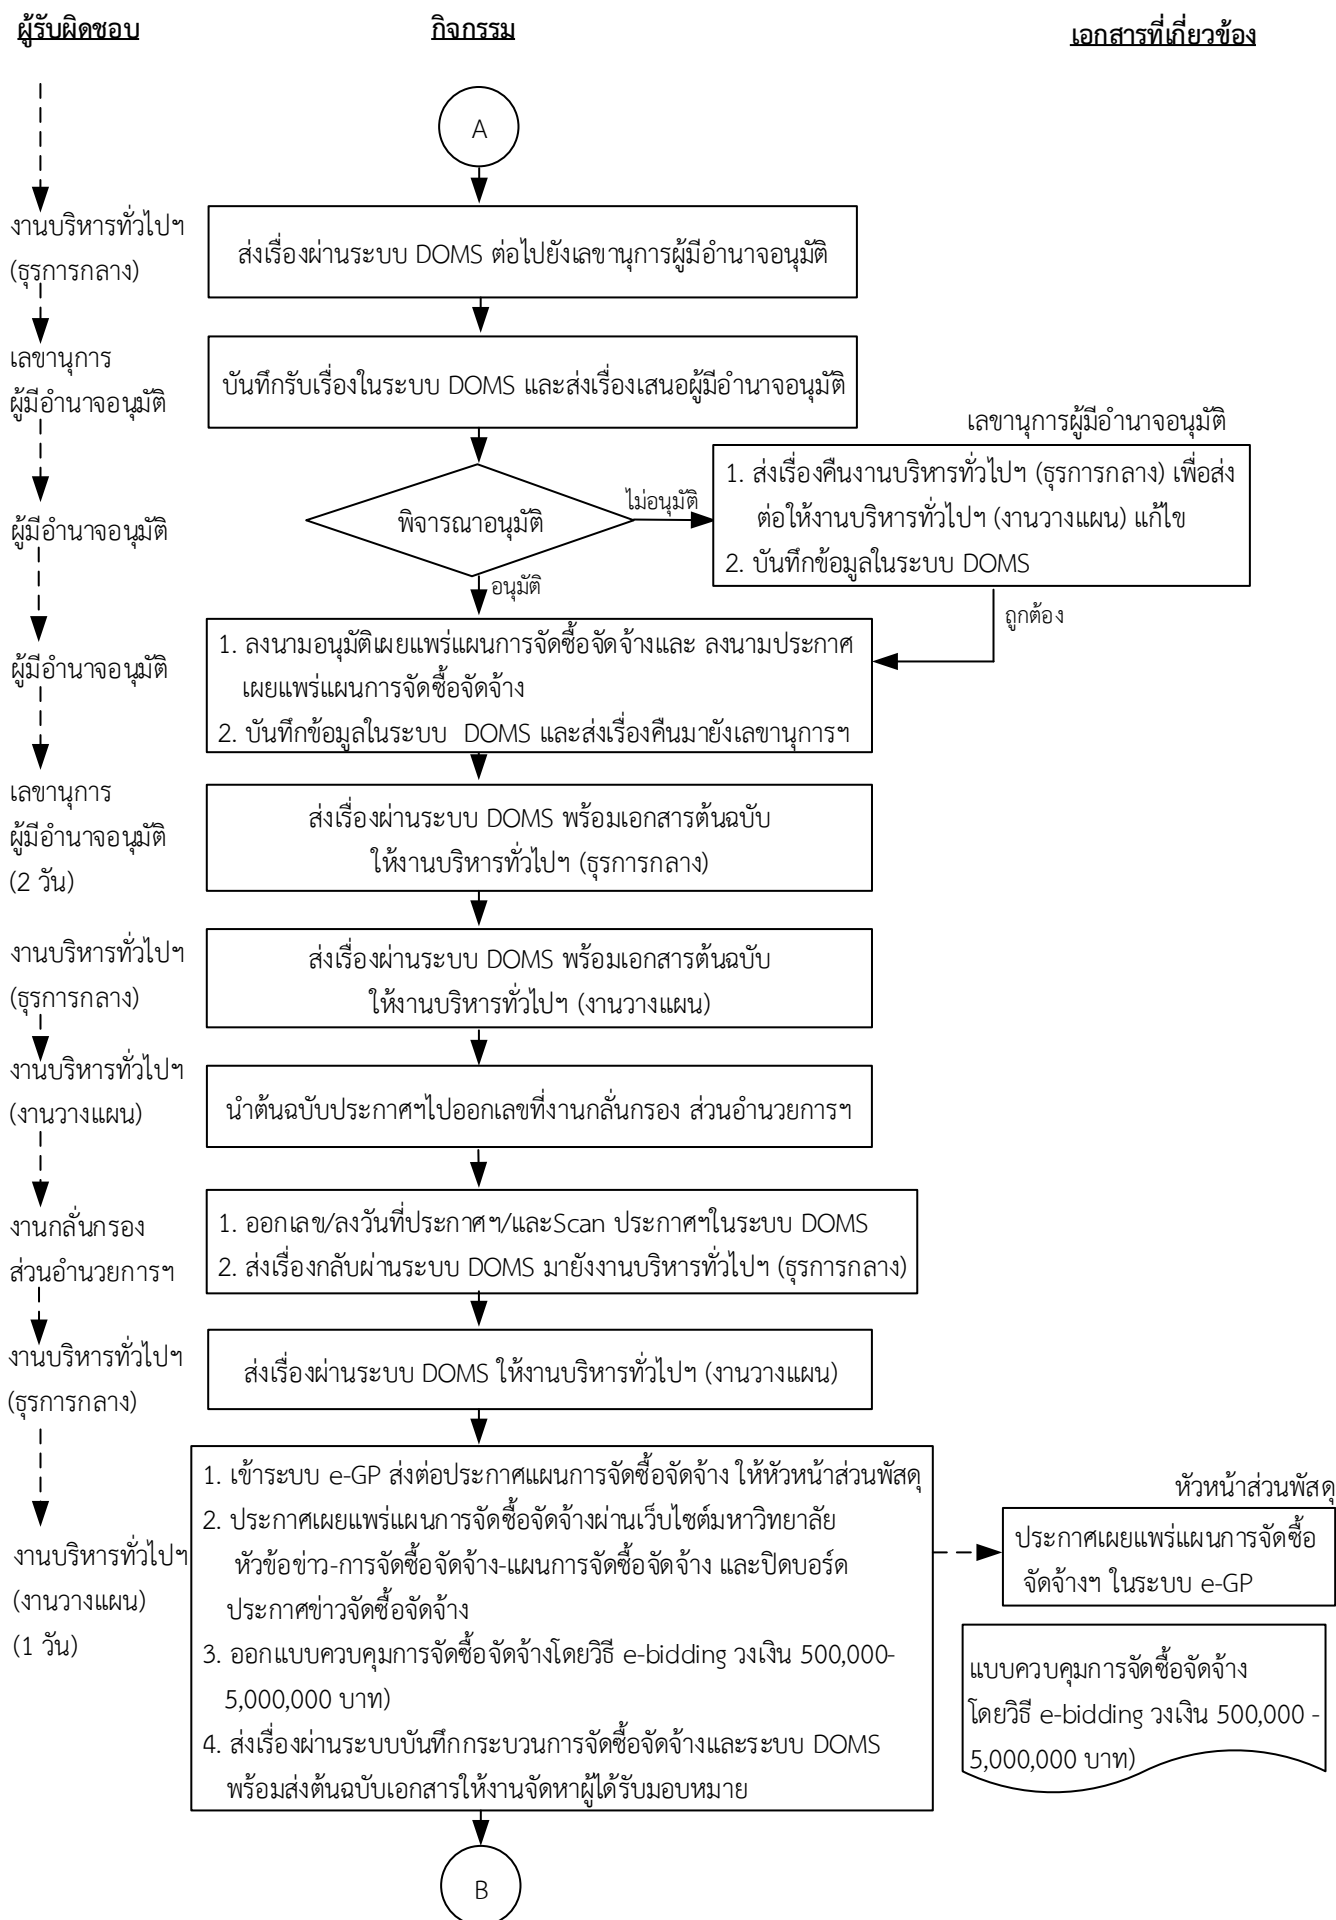 ผู้รับผิดชอบ
กิจกรรม
เอกสารที่เกี่ยวข้อง
A
งานบริหารทั่วไปฯ
(ธุรการกลาง)
ส่งเรื่องผ่านระบบ DOMS ต่อไปยังเลขานุการผู้มีอำนาจอนุมัติ
เลขานุการ
ผู้มีอำนาจอนุมัติ
บันทึกรับเรื่องในระบบ DOMS และส่งเรื่องเสนอผู้มีอำนาจอนุมัติ
ผู้มีอำนาจอนุมัติ
พิจารณาอนุมัติ
ไม่อนุมัติ
เลขานุการผู้มีอำนาจอนุมัติ
1. ส่งเรื่องคืนงานบริหารทั่วไปฯ (ธุรการกลาง) เพื่อส่ง
ต่อให้งานบริหารทั่วไปฯ (งานวางแผน) แก้ไข
2. บันทึกข้อมูลในระบบ DOMS
อนุมัติ
ถูกต้อง
ผู้มีอำนาจอนุมัติ
1. ลงนามอนุมัติเผยแพร่แผนการจัดซื้อจัดจ้างและ ลงนามประกาศ
เผยแพร่แผนการจัดซื้อจัดจ้าง
2. บันทึกข้อมูลในระบบ DOMS และส่งเรื่องคืนมายังเลขานุการฯ
เลขานุการ
ผู้มีอำนาจอนุมัติ
(2 วัน)
ส่งเรื่องผ่านระบบ DOMS พร้อมเอกสารต้นฉบับ
ให้งานบริหารทั่วไปฯ (ธุรการกลาง)
งานบริหารทั่วไปฯ
(ธุรการกลาง)
ส่งเรื่องผ่านระบบ DOMS พร้อมเอกสารต้นฉบับ
ให้งานบริหารทั่วไปฯ (งานวางแผน)
งานบริหารทั่วไปฯ
(งานวางแผน)
นำต้นฉบับประกาศฯไปออกเลขที่งานกลั่นกรอง ส่วนอำนวยการฯ
งานกลั่นกรอง
ส่วนอำนวยการฯ
1. ออกเลข/ลงวันที่ประกาศฯ/และScan ประกาศฯในระบบ DOMS
2. ส่งเรื่องกลับผ่านระบบ DOMS มายังงานบริหารทั่วไปฯ (ธุรการกลาง)
งานบริหารทั่วไปฯ
(ธุรการกลาง)
ส่งเรื่องผ่านระบบ DOMS ให้งานบริหารทั่วไปฯ (งานวางแผน)
งานบริหารทั่วไปฯ
(งานวางแผน)
(1 วัน)
1. เข้าระบบ e-GP ส่งต่อประกาศแผนการจัดซื้อจัดจ้าง ให้หัวหน้าส่วนพัสดุ
2. ประกาศเผยแพร่แผนการจัดซื้อจัดจ้างผ่านเว็บไซต์มหาวิทยาลัย
หัวข้อข่าว-การจัดซื้อจัดจ้าง-แผนการจัดซื้อจัดจ้าง และปิดบอร์ด
ประกาศข่าวจัดซื้อจัดจ้าง
3. ออกแบบควบคุมการจัดซื้อจัดจ้างโดยวิธี e-bidding วงเงิน 500,000-
5,000,000 บาท)
4. ส่งเรื่องผ่านระบบบันทึกกระบวนการจัดซื้อจัดจ้างและระบบ DOMS
พร้อมส่งต้นฉบับเอกสารให้งานจัดหาผู้ได้รับมอบหมาย
หัวหน้าส่วนพัสดุ
ประกาศเผยแพร่แผนการจัดซื้อ
จัดจ้างฯ ในระบบ e-GP
แบบควบคุมการจัดซื้อจัดจ้าง
โดยวิธี e-bidding วงเงิน 500,000 -
5,000,000 บาท)
B